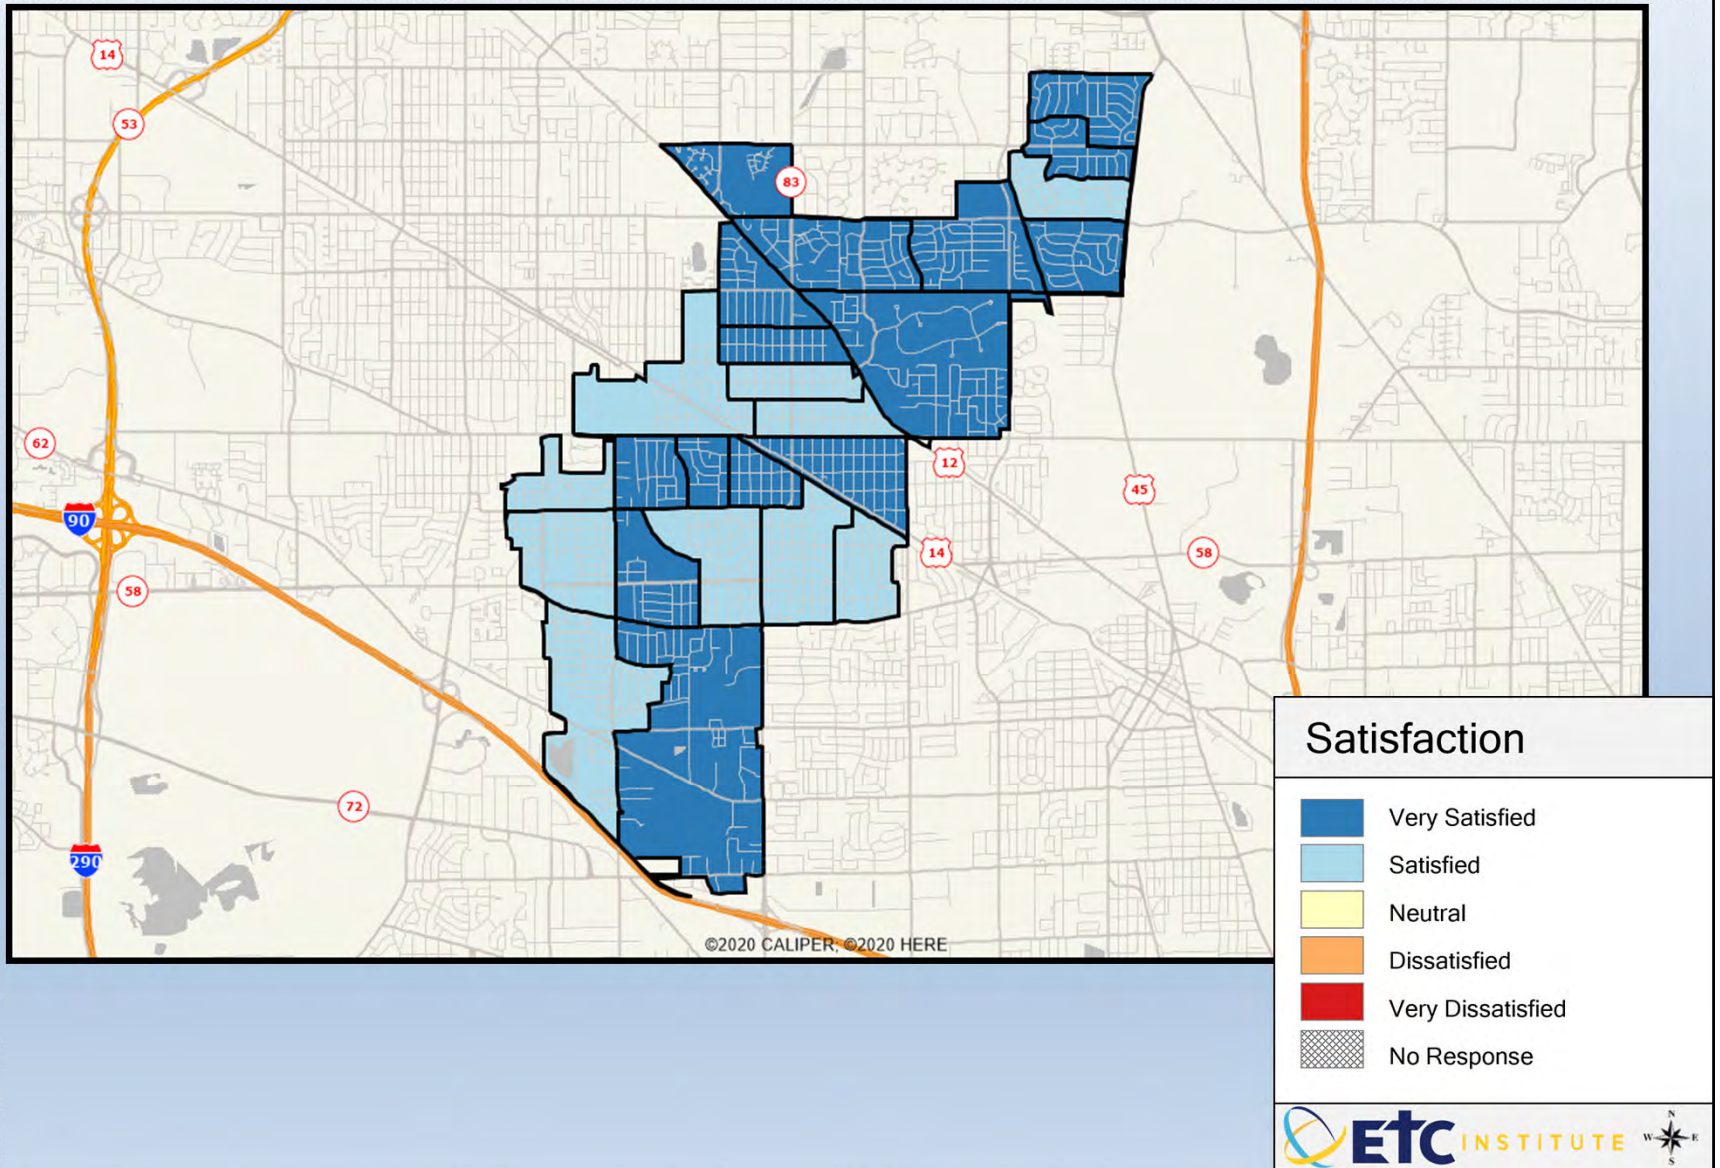 14
53
83
62
12
45
90
14
58
58
72
290
©2020 CALIPER; ©2020 HERE
Satisfaction
Very Satisfied
Satisfied
Neutral
Dissatisfied
Very Dissatisfied
No Response
ETC INSTITUTE
N
W E
S